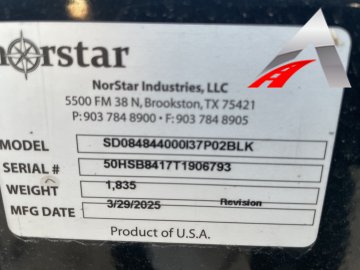 norstar
NorStar Industries, LLC
5500 FM 38 N, Brookston, TX 75421
P: 903 784 8900 • F: 903 784 8905
MODEL SD084844000I37P02BLK
SERIAL # 50HSB8417T1906793
WEIGHT 1,835
MFG DATE 3/29/2025 Revision
Product of U.S.A.